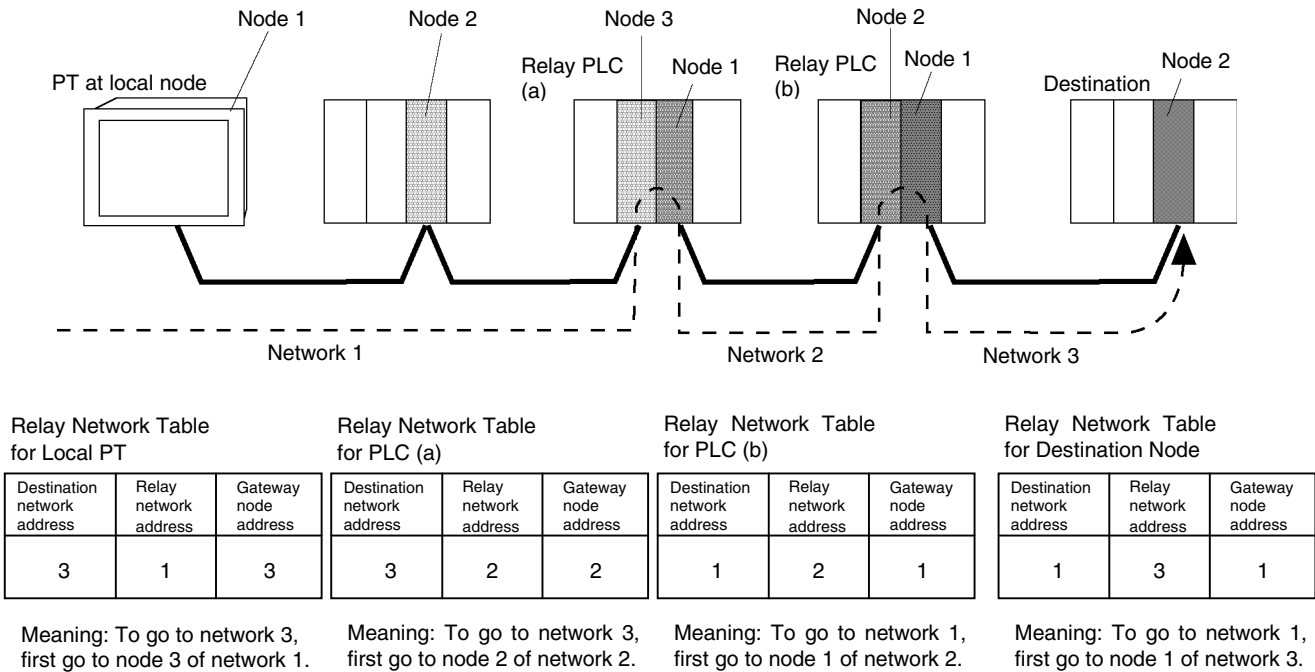 Node 1
Node 2
Node 3
Node 2
PT at local node
Relay PLC
(a)
Node 1
Relay PLC
(b)
Node 1
Destination
Node 2
Network 1
Network 2
Network 3
Relay Network Table
for Local PT
Destination
network
address
Relay
network
address
Gateway
node
address
3
1
3
Meaning: To go to network 3,
first go to node 3 of network 1.
Relay Network Table
for PLC (a)
Destination
network
address
Relay
network
address
Gateway
node
address
3
2
2
Meaning: To go to network 3,
first go to node 2 of network 2.
Relay Network Table
for PLC (b)
Destination
network
address
Relay
network
address
Gateway
node
address
1
2
1
Meaning: To go to network 1,
first go to node 1 of network 2.
Relay Network Table
for Destination Node
Destination
network
address
Relay
network
address
Gateway
node
address
1
3
1
Meaning: To go to network 1,
first go to node 1 of network 3.